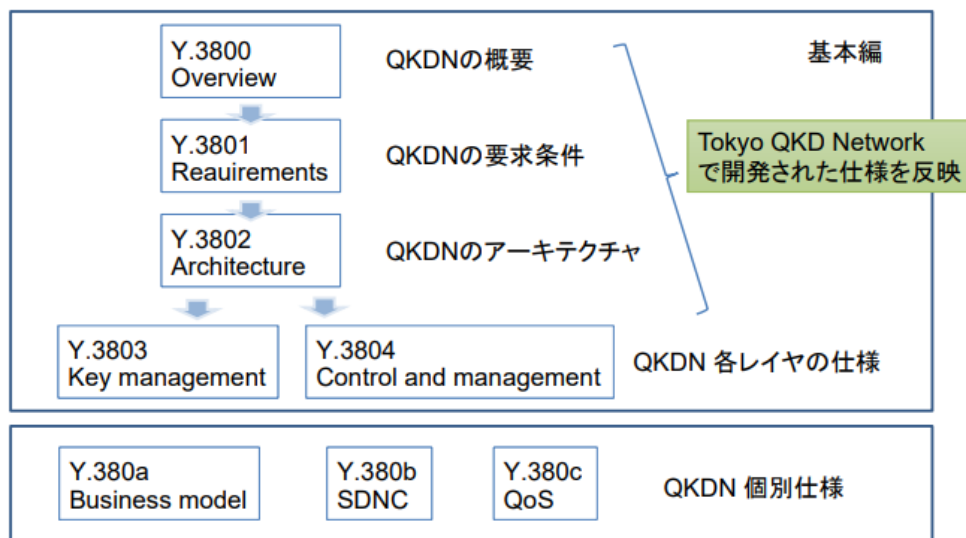 Y.3800
Overview
QKDNの概要
基本編
Y.3801
Reauirements
QKDNの要求条件
Tokyo QKD Network
で開発された仕様を反映
Y.3802
Architecture
QKDNのアーキテクチャ
Y.3803
Key management
Y.3804
Control and management
QKDN 各レイヤの仕様
Y.380a
Business model
Y.380b
SDNC
Y.380c
QoS
QKDN 個別仕様